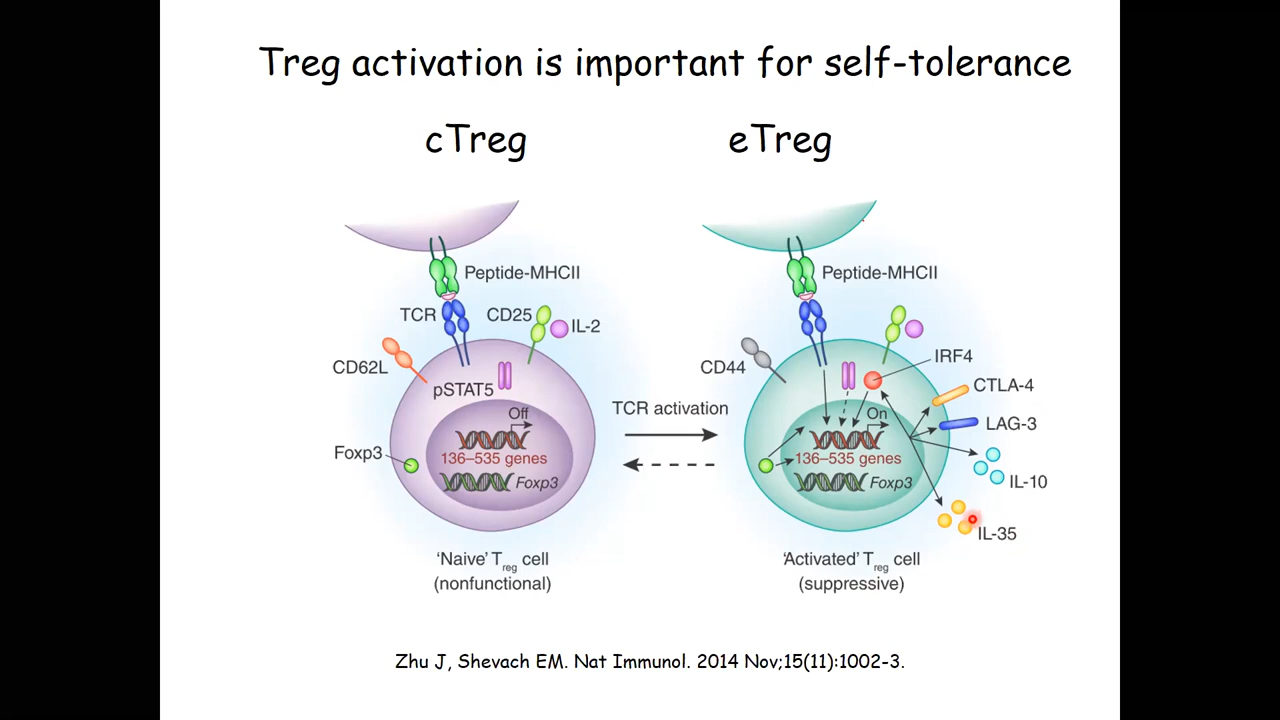 Treg activation is important for self-tolerance
cTreg
eTreg
Peptide-MHCII
TCR
CD25
IL-2
CD62L
pSTAT5
Off
136–535 genes
Foxp3
Foxp3
'Naive' Treg cell
(nonfunctional)
TCR activation
Peptide-MHCII
CD44
IRF4
CTLA-4
On
LAG-3
136–535 genes
Foxp3
IL-10
IL-35
'Activated' Treg cell
(suppressive)
Zhu J, Shevach EM. Nat Immunol. 2014 Nov;15(11):1002-3.